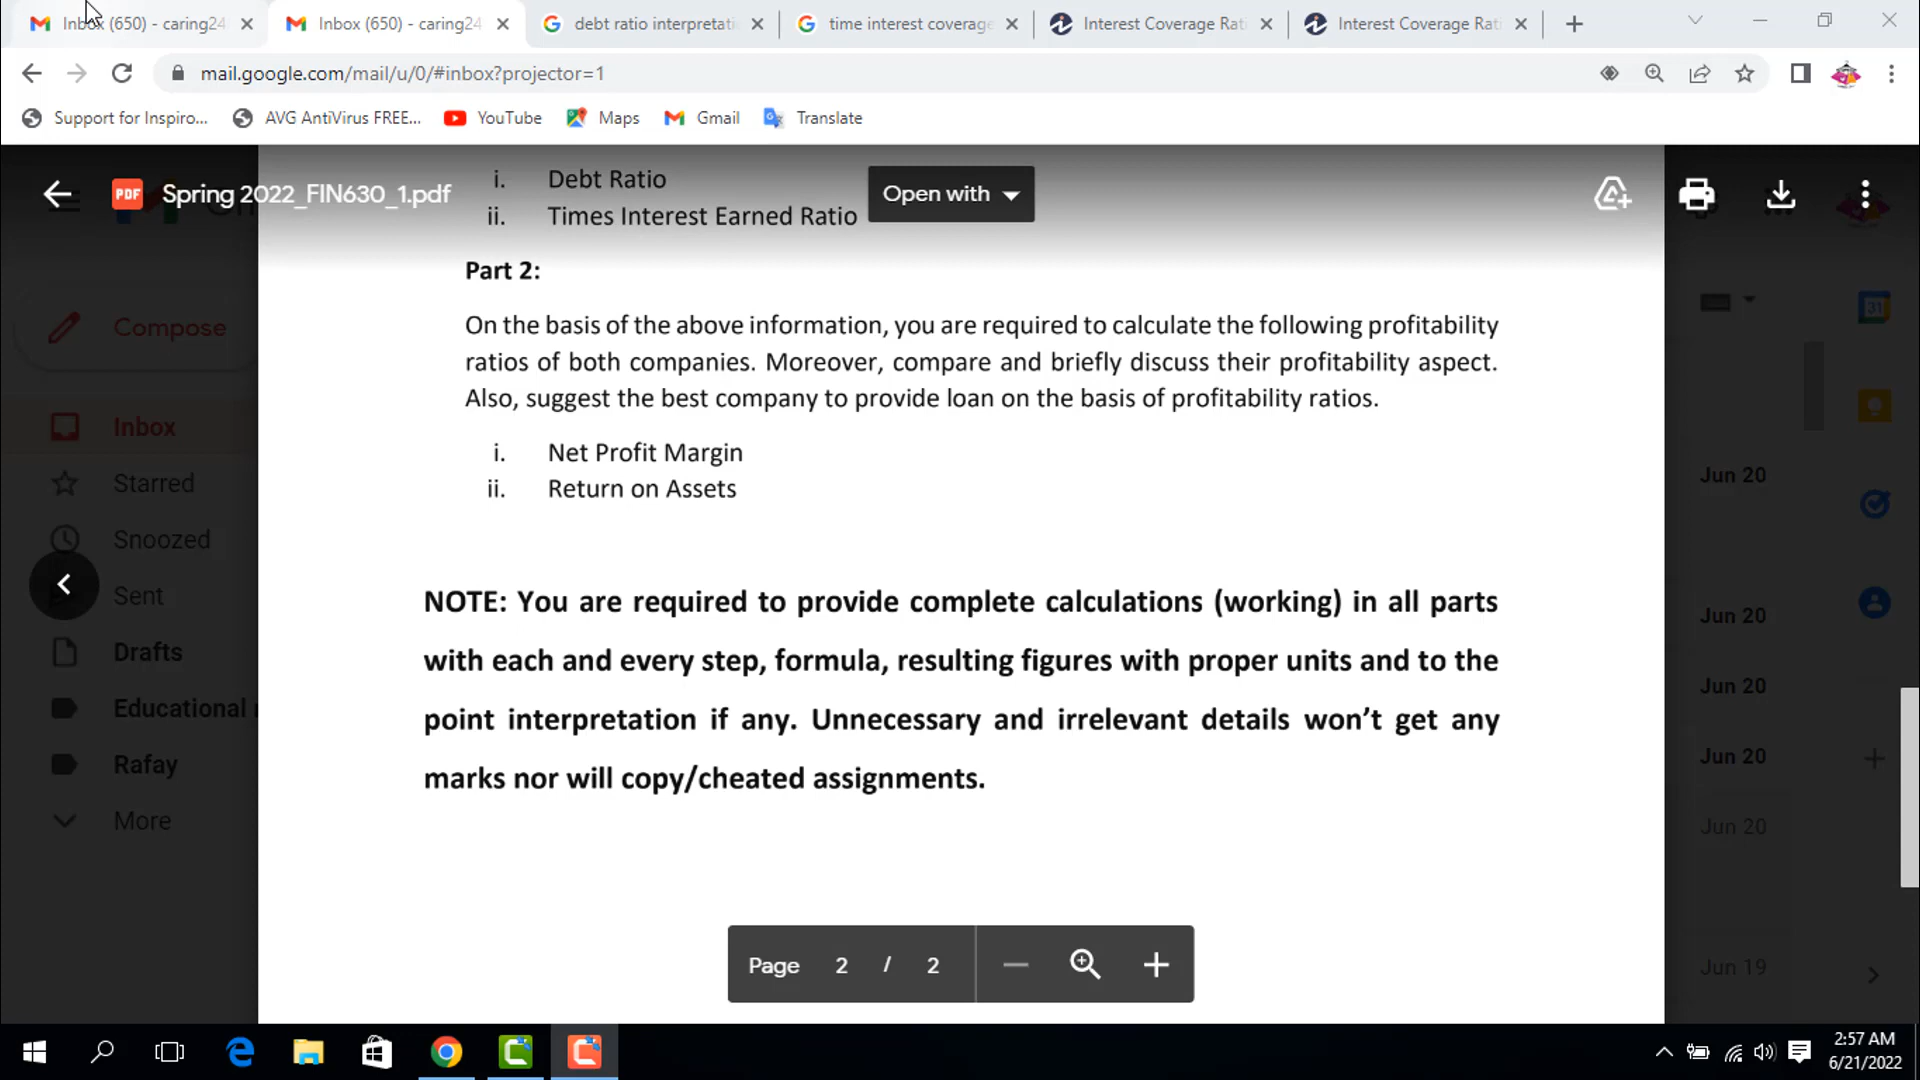 Inbox (650) - caring24
Inbox (650) - caring24
debt ratio interpretati
time interest coverage
Interest Coverage Rati
Interest Coverage Rati
mail.google.com/mail/u/0/#inbox?projector=1
Support for Inspiro...
AVG AntiVirus FREE...
YouTube
Maps
Gmail
Translate
PDF
Spring 2022_FIN630_1.pdf
Open with
i. Debt Ratio
ii. Times Interest Earned Ratio
Part 2:
On the basis of the above information, you are required to calculate the following profitability
ratios of both companies. Moreover, compare and briefly discuss their profitability aspect.
Also, suggest the best company to provide loan on the basis of profitability ratios.
i. Net Profit Margin
ii. Return on Assets
NOTE: You are required to provide complete calculations (working) in all parts
with each and every step, formula, resulting figures with proper units and to the
point interpretation if any. Unnecessary and irrelevant details won’t get any
marks nor will copy/cheated assignments.
Compose
Inbox
Starred
Snoozed
Sent
Drafts
Educational
Rafay
More
31
Jun 20
Jun 20
Jun 20
Jun 20
Jun 20
Jun 19
Page 2 / 2
2:57 AM
6/21/2022